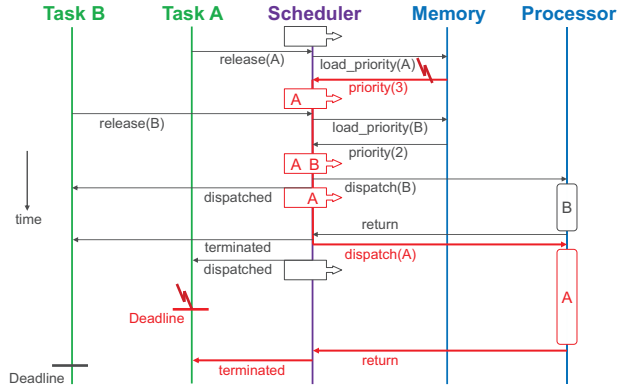 Task B Task A Scheduler Memory Processor
release(A)
load_priority(A)
priority(3)
A
release(B)
load_priority(B)
priority(2)
A B
dispatch(B)
dispatched
A
B
time
return
terminated
dispatch(A)
dispatched
A
Deadline
return
terminated
Deadline